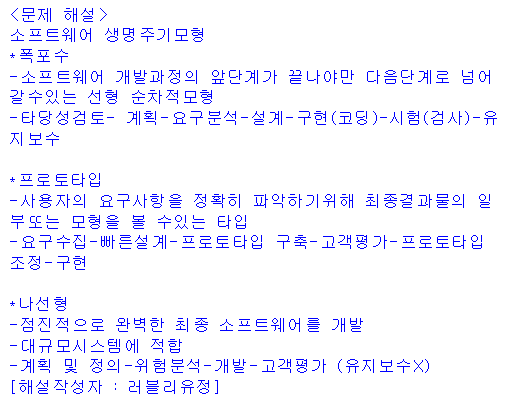 <문제 해설>
소프트웨어 생명주기모형
*폭포수
-소프트웨어 개발과정의 앞단계가 끝나야만 다음단계로 넘어
갈수있는 선형 순차적모형
-타당성검토- 계획-요구분석-설계-구현(코딩)-시험(검사)-유
지보수
*프로토타입
-사용자의 요구사항을 정확히 파악하기위해 최종결과물의 일
부또는 모형을 볼 수있는 타입
-요구수집-빠른설계-프로토타입 구축-고객평가-프로토타입
조정-구현
*나선형
-점진적으로 완벽한 최종 소프트웨어를 개발
-대규모시스템에 적합
-계획 및 정의-위험분석-개발-고객평가 (유지보수X)
[해설작성자 : 러블리유정]